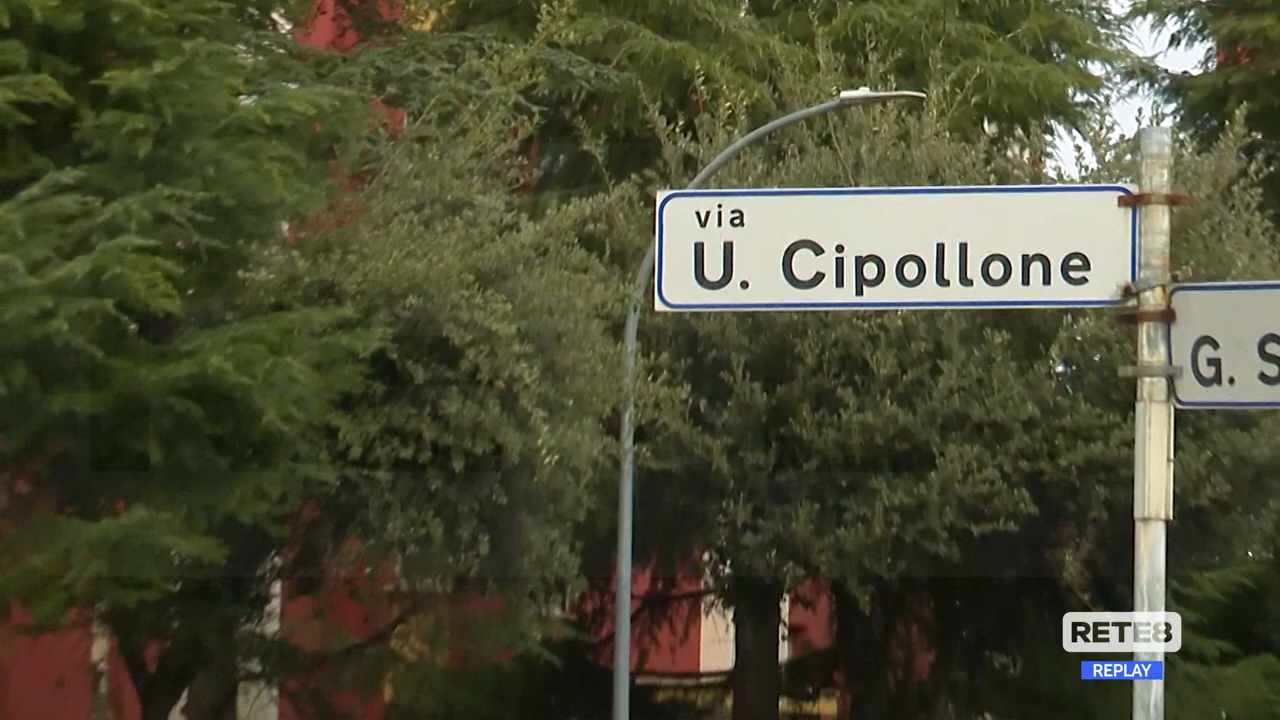 via
U. Cipollone
G. S
RETE8
REPLAY